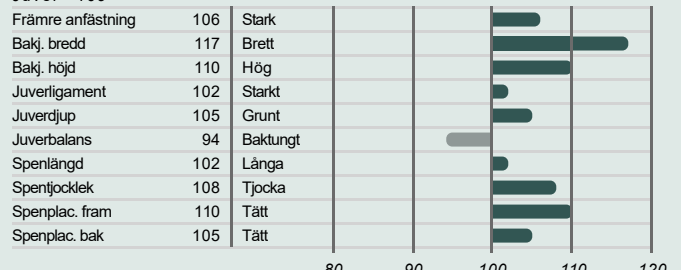 Främre anfästning 106 Stark
Bakj. bredd 117 Brett
Bakj. höjd 110 Hög
Juverligament 102 Starkt
Juverdjup 105 Grunt
Juverbalans 94 Baktungt
Spenlängd 102 Långa
Spentjocklek 108 Tjocka
Spenplac. fram 110 Tätt
Spenplac. bak 105 Tätt
80 90 100 110 120